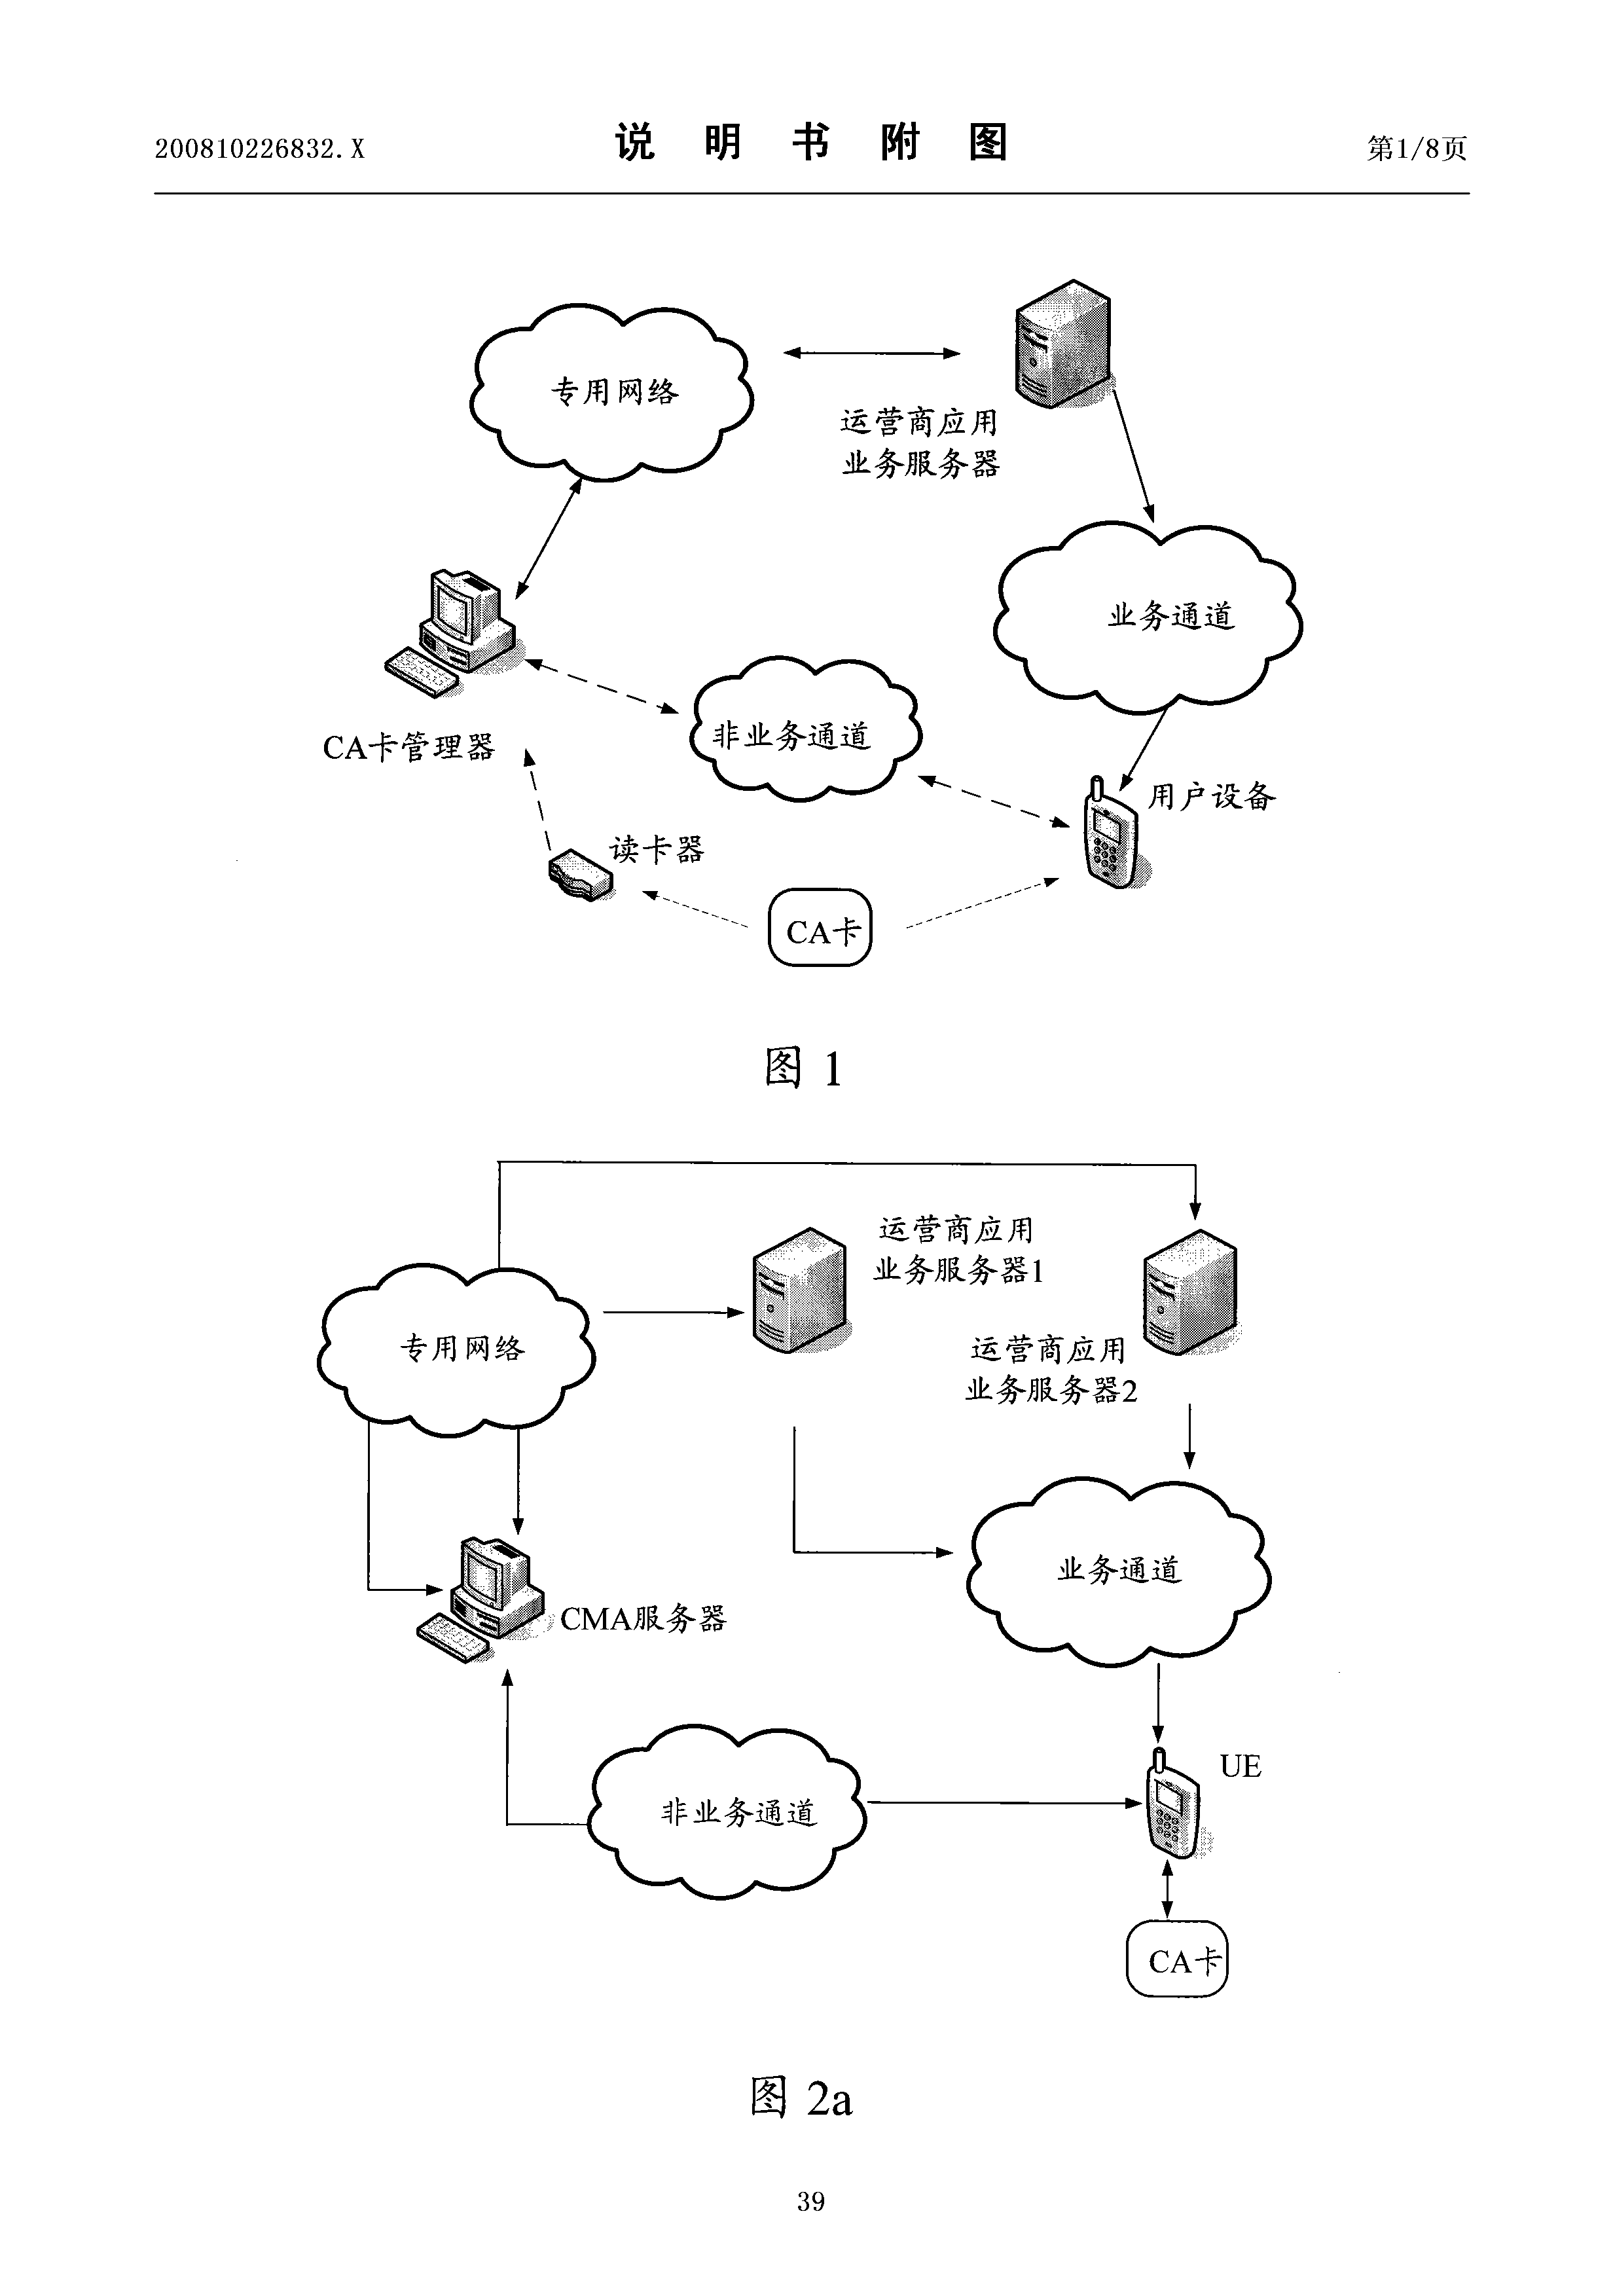 200810226832.X
说明书附图
第1/8页
专用网络
运营商应用
业务服务器
业务通道
CA卡管理器
非业务通道
用户设备
读卡器
CA卡
图 1
运营商应用
业务服务器1
专用网络
运营商应用
业务服务器2
业务通道
CMA服务器
UE
非业务通道
CA卡
图 2a
39